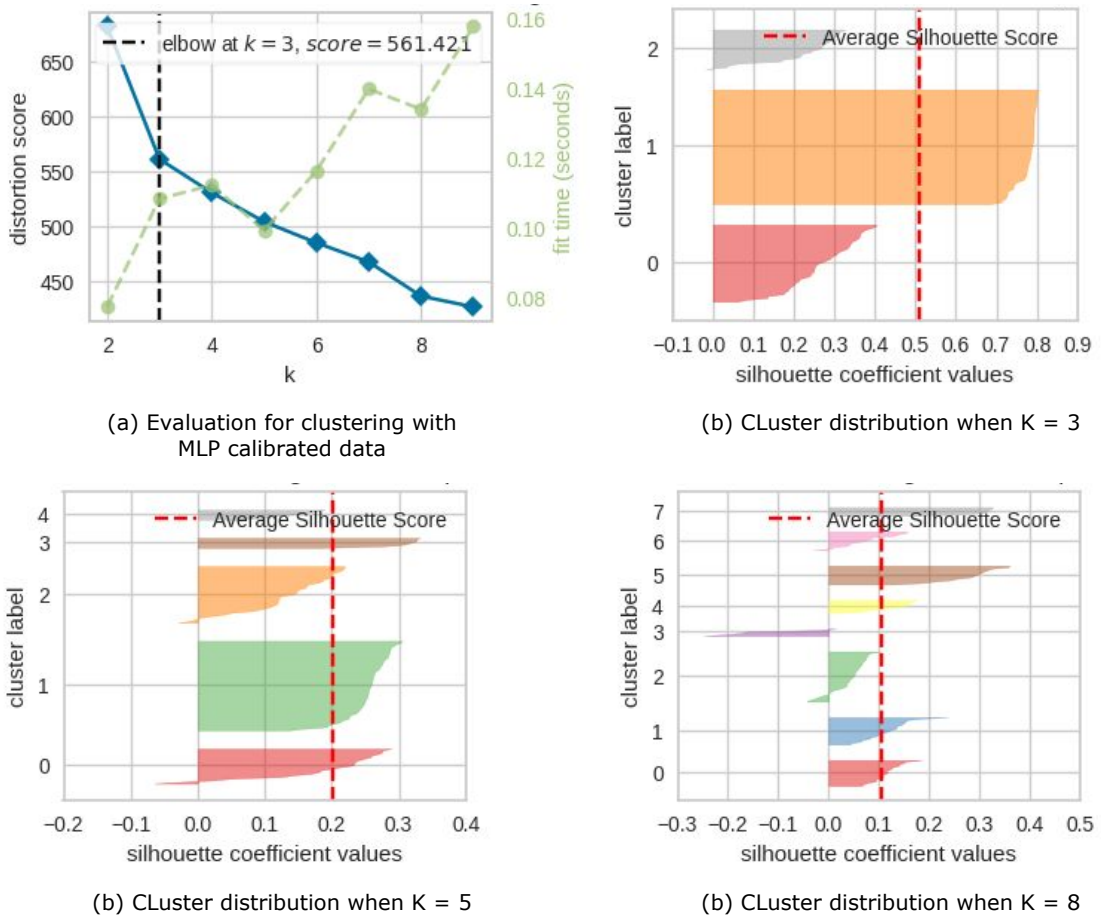 elbow at k = 3, score = 561.421
650
600
550
500
450
distortion score
0.16
0.14
0.12
0.10
0.08
fit time (seconds)
2
4
6
8
k
(a) Evaluation for clustering with
MLP calibrated data
Average Silhouette Score
2
1
0
cluster label
−0.1 0.0 0.1 0.2 0.3 0.4 0.5 0.6 0.7 0.8 0.9
silhouette coefficient values
(b) CLuster distribution when K = 3
Average Silhouette Score
4
3
2
1
0
cluster label
−0.2 −0.1 0.0 0.1 0.2 0.3 0.4
silhouette coefficient values
(b) CLuster distribution when K = 5
Average Silhouette Score
7
6
5
4
3
2
1
0
cluster label
−0.3 −0.2 −0.1 0.0 0.1 0.2 0.3 0.4 0.5
silhouette coefficient values
(b) CLuster distribution when K = 8